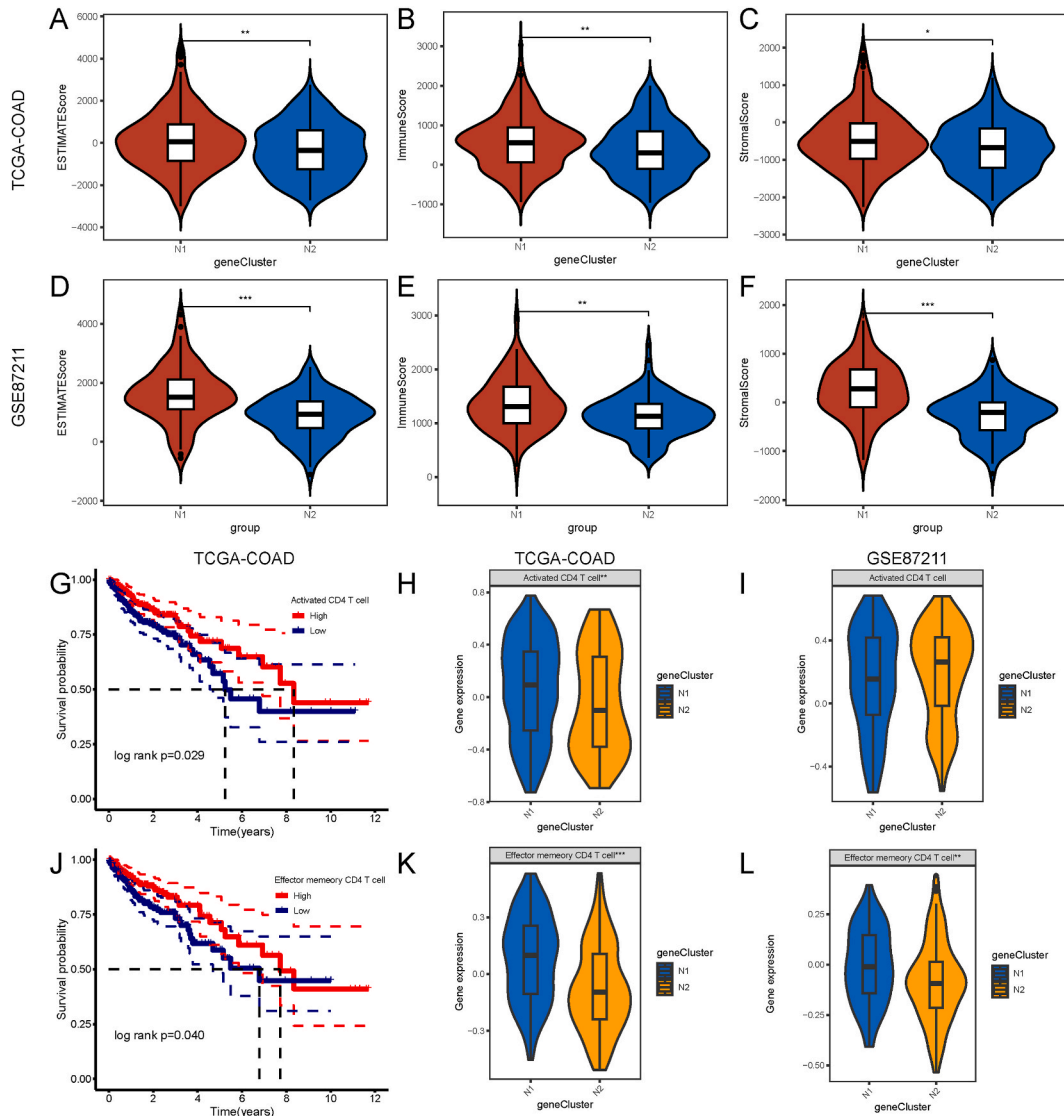 A
B
C
TCGA-COAD
ESTIMATEScore
6000
4000
2000
0
−2000
−4000
**
N1
N2
geneCluster
ImmuneScore
3000
2000
1000
0
−1000
**
N1
N2
geneCluster
StromalScore
2000
1000
0
−1000
−2000
−3000
*
N1
N2
geneCluster
D
E
F
GSE87211
ESTIMATEScore
4000
2000
0
−2000
***
N1
N2
group
ImmuneScore
3000
2000
1000
0
**
N1
N2
group
StromalScore
2000
1000
0
−1000
−2000
***
N1
N2
group
TCGA-COAD
TCGA-COAD
GSE87211
G
Survival probability
1.00
0.75
0.50
0.25
0.00
Activated CD4 T cell
High
Low
log rank p=0.029
0 2 4 6 8 10 12
Time(years)
H
Activated CD4 T cell**
Gene expression
0.8
0.4
0.0
−0.4
−0.8
N1
N2
geneCluster
geneCluster
N1
N2
I
Activated CD4 T cell
Gene expression
0.4
0.0
−0.4
N1
N2
geneCluster
geneCluster
N1
N2
J
Survival probability
1.00
0.75
0.50
0.25
0.00
Effector memeory CD4 T cell
High
Low
log rank p=0.040
0 2 4 6 8 10 12
Time(years)
K
Effector memeory CD4 T cell***
Gene expression
0.3
0.0
−0.3
N1
N2
geneCluster
geneCluster
N1
N2
L
Effector memeory CD4 T cell**
Gene expression
0.25
0.00
−0.25
−0.50
N1
N2
geneCluster
geneCluster
N1
N2